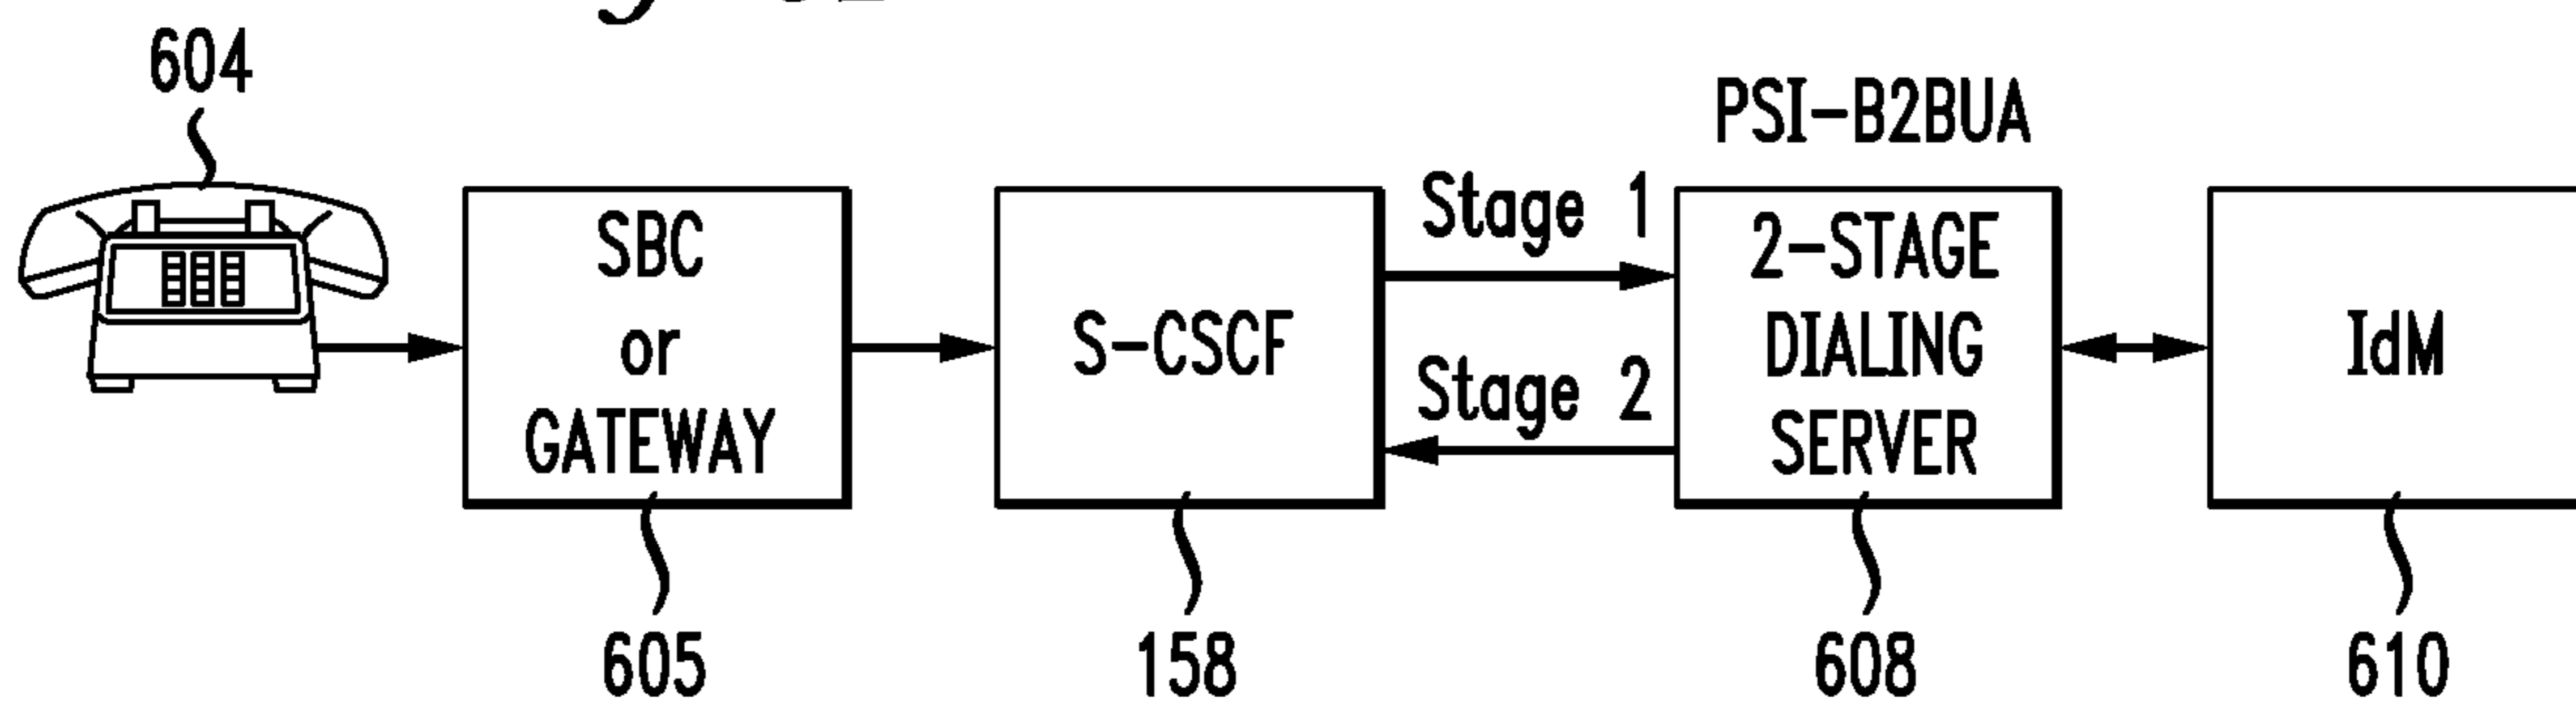 604
PSI-B2BUA
SBC
or
GATEWAY
S-CSCF
Stage 1
Stage 2
2-STAGE
DIALING
SERVER
IdM
605
158
608
610